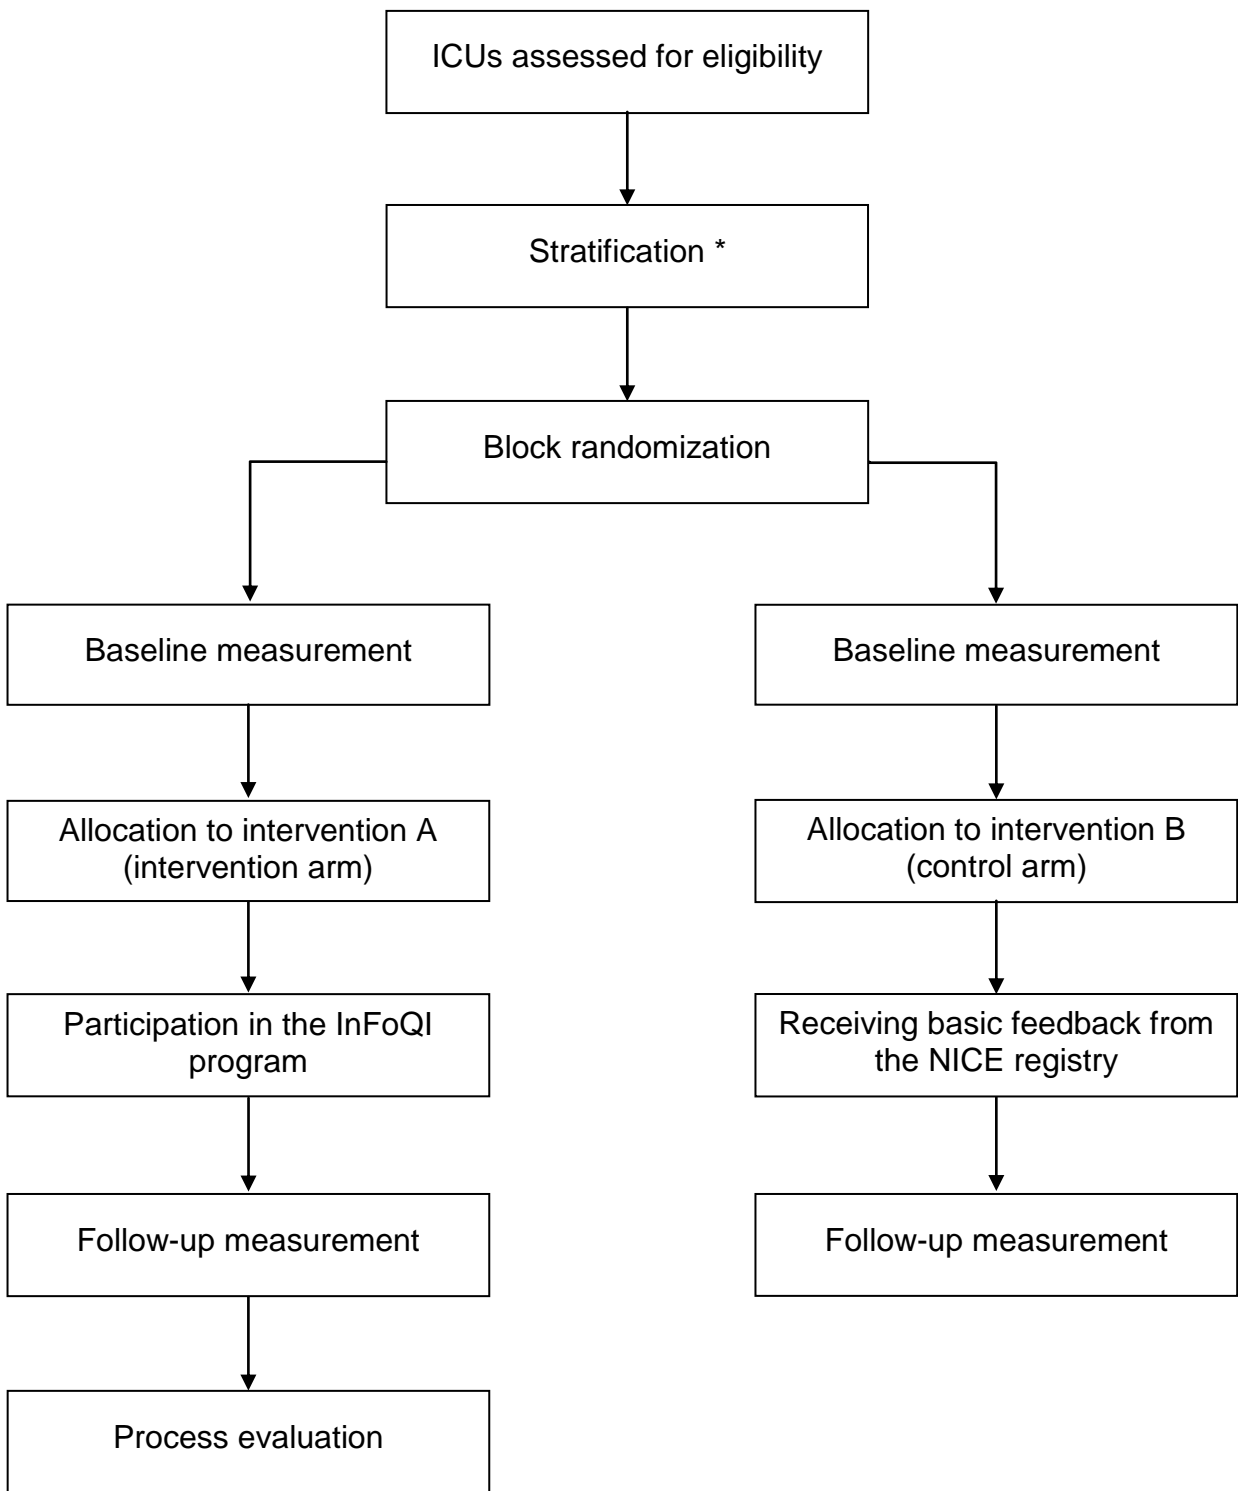 ICUs assessed for eligibility
Stratification *
Block randomization
Baseline measurement
Baseline measurement
Allocation to intervention A
(intervention arm)
Allocation to intervention B
(control arm)
Participation in the InFoQI
program
Receiving basic feedback from
the NICE registry
Follow-up measurement
Follow-up measurement
Process evaluation